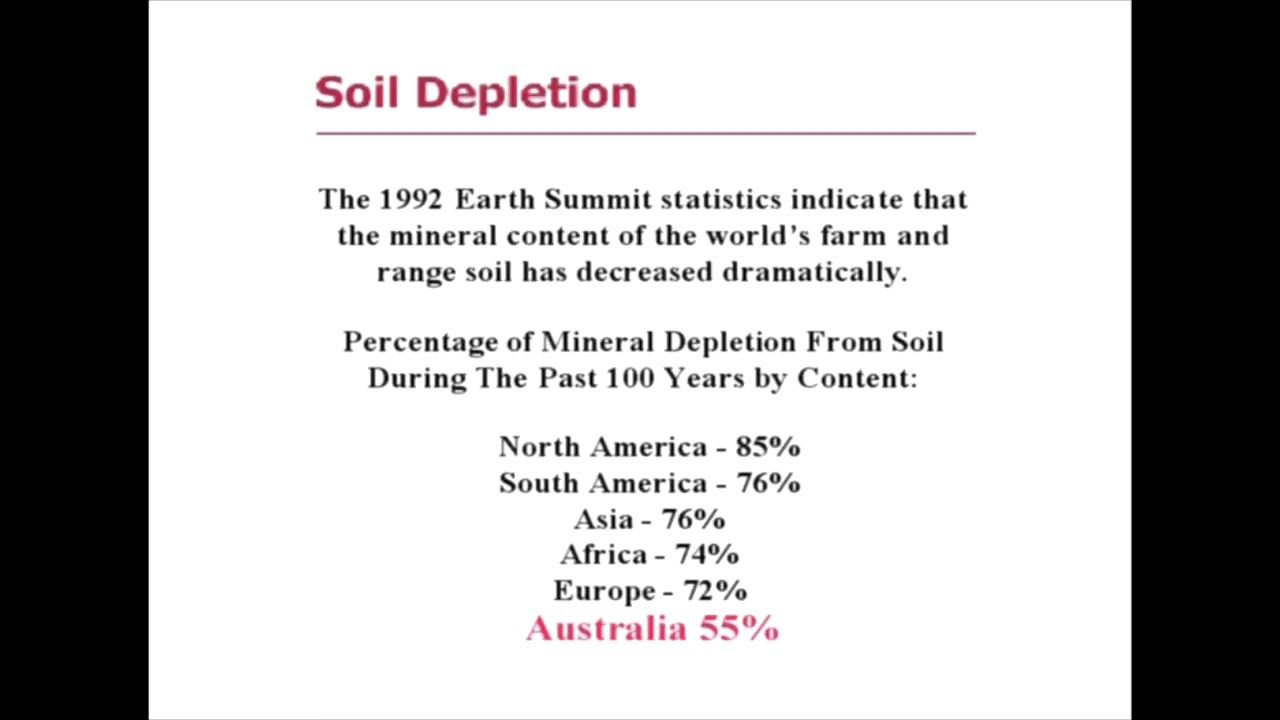 Soil Depletion
The 1992 Earth Summit statistics indicate that
the mineral content of the world’s farm and
range soil has decreased dramatically.
Percentage of Mineral Depletion From Soil
During The Past 100 Years by Content:
North America - 85%
South America - 76%
Asia - 76%
Africa - 74%
Europe - 72%
Australia 55%